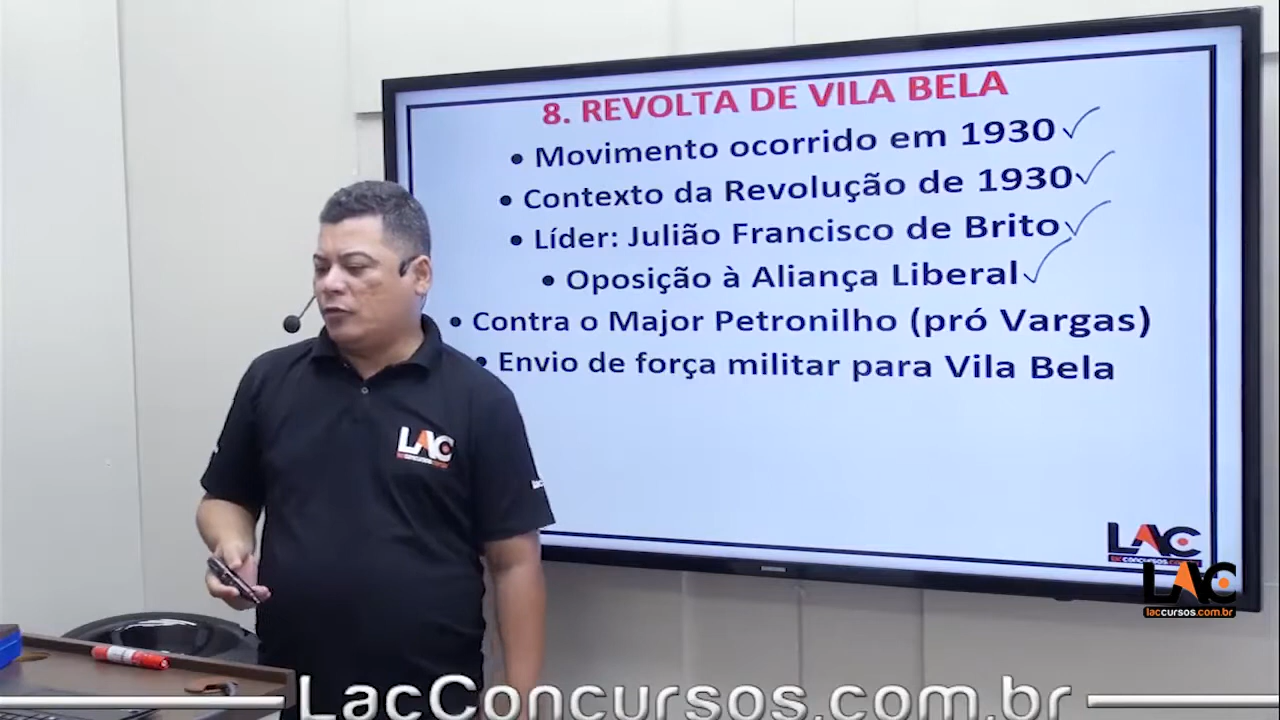 8. REVOLTA DE VILA BELA
• Movimento ocorrido em 1930
• Contexto da Revolução de 1930
• Líder: Julião Francisco de Brito
• Oposição à Aliança Liberal
• Contra o Major Petronilho (pró Vargas)
• Envio de força militar para Vila Bela
LAC
LAC
LAC
laccursos.com.br
LacConcursos.com.br